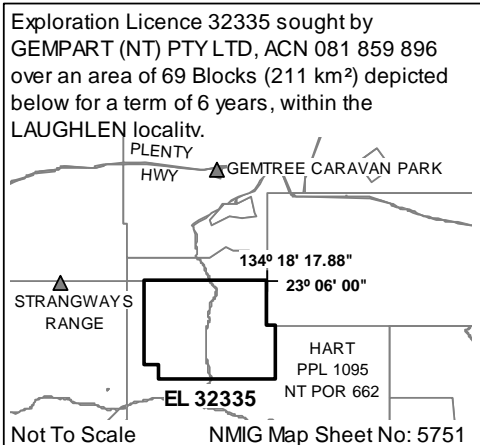 Exploration Licence 32335 sought by
GEMPART (NT) PTY LTD, ACN 081 859 896
over an area of 69 Blocks (211 km²) depicted
below for a term of 6 years, within the
LAUGHLEN locality.
PLENTY
HWY
GEMTREE CARAVAN PARK
134° 18' 17.88"
23° 06' 00"
STRANGWAYS
RANGE
HART
PPL 1095
NT POR 662
EL 32335
Not To Scale NMIG Map Sheet No: 5751